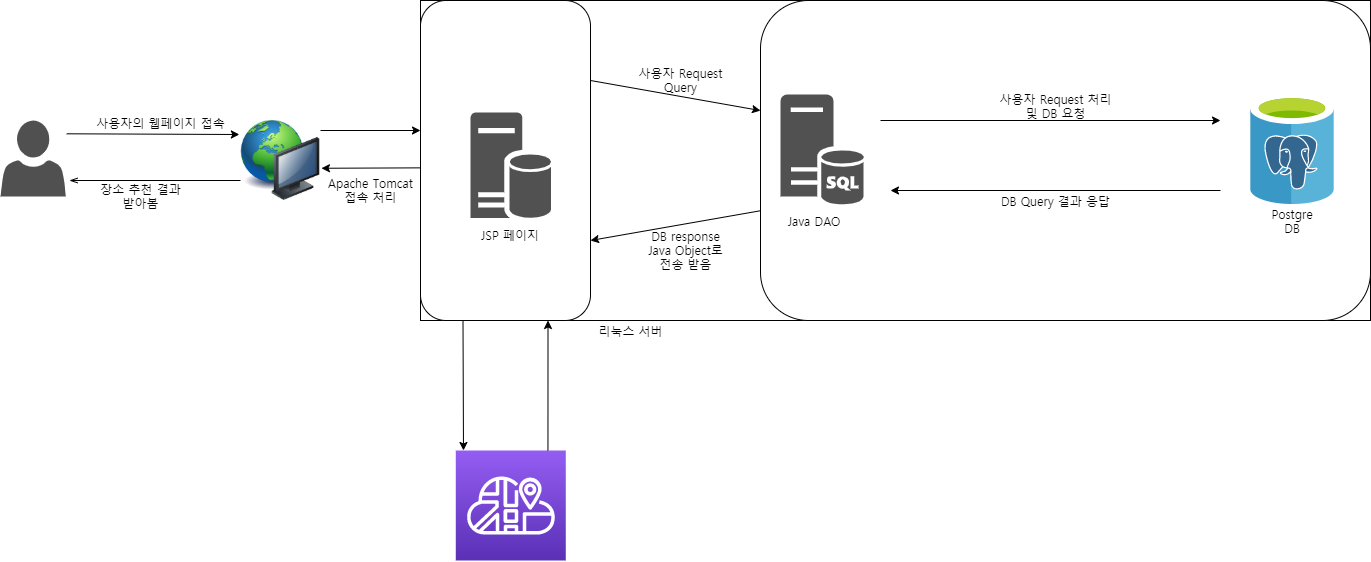 사용자의 웹페이지 접속
장소 추천 결과
받아봄
Apache Tomcat
접속 처리
JSP 페이지
사용자 Request
Query
DB response
Java Object로
전송 받음
SQL
Java DAO
사용자 Request 처리
및 DB 요청
DB Query 결과 응답
Postgre
DB
리눅스 서버